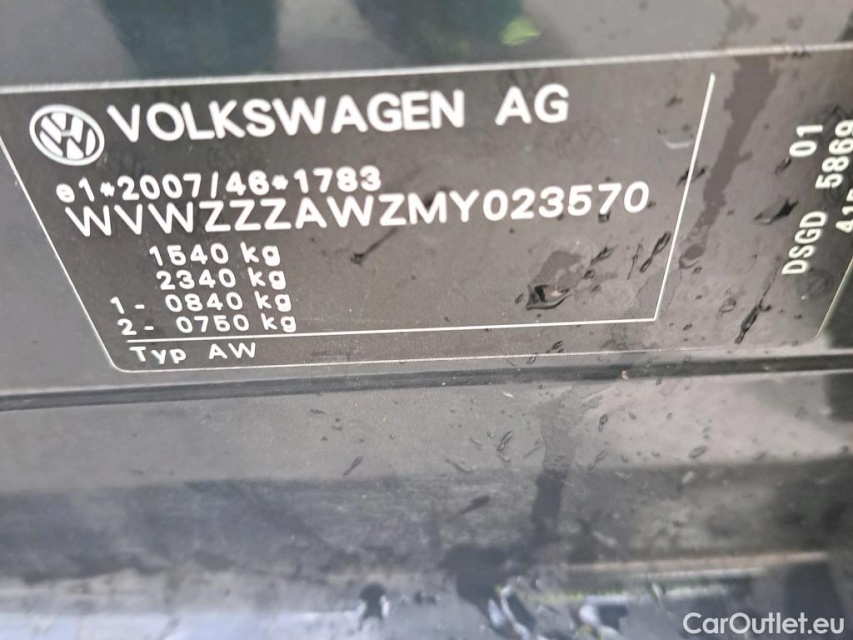 VOLKSWAGEN AG
e1*2007/46*1783
WVWZZZAWZMY023570
1540 kg
2340 kg
1- 0840 kg
2- 0750 kg
Typ AW
01
DSGD 5869
CarOutlet.eu